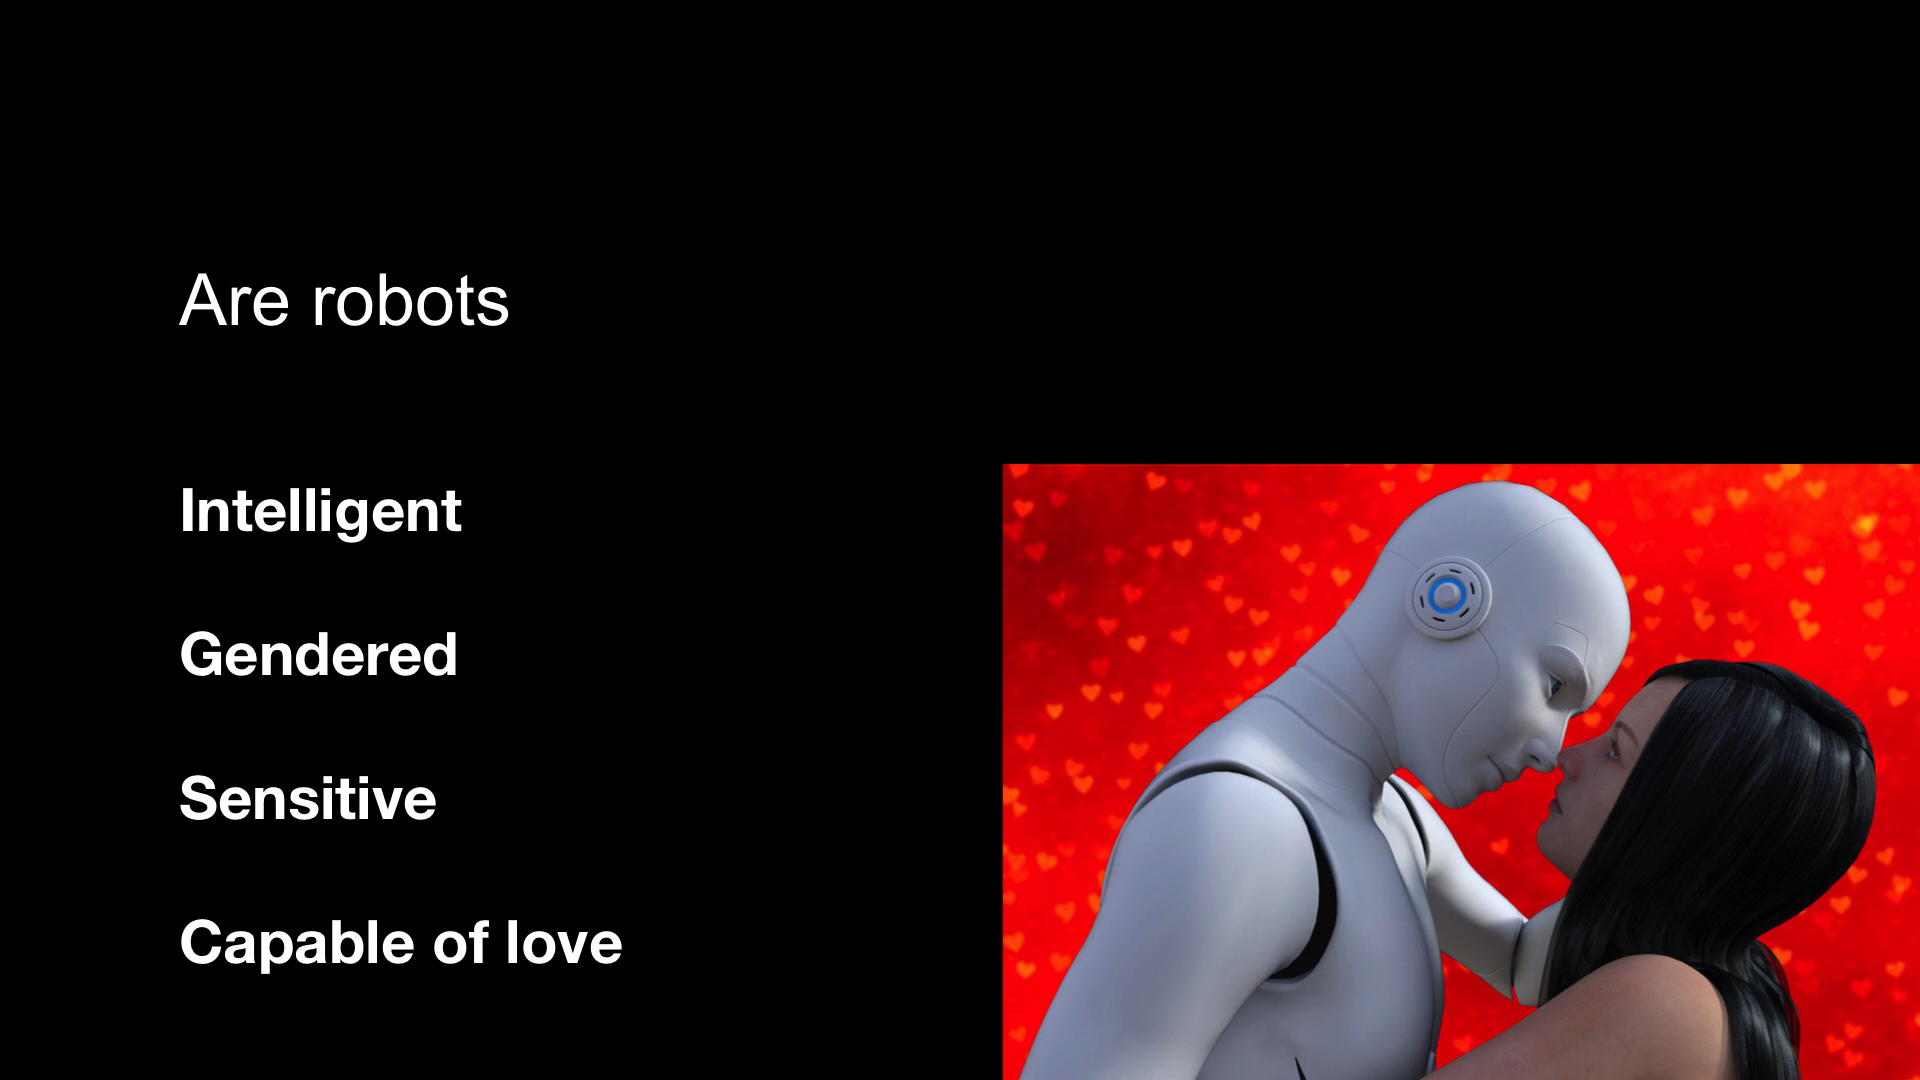 Are robots
Intelligent
Gendered
Sensitive
Capable of love